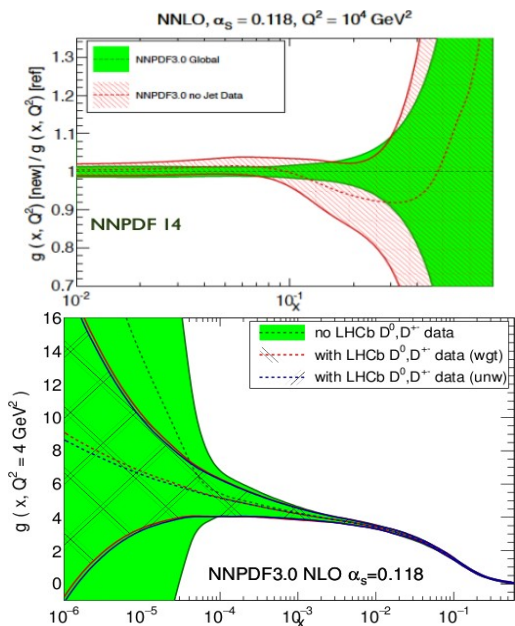 NNLO, αS = 0.118, Q2 = 10^4 GeV2
g ( x, Q2) [new] / g ( x, Q2) [ref]
1.3
1.2
1.1
1
0.9
0.8
0.7
NNPDF3.0 Global
NNPDF3.0 no Jet Data
NNPDF 14
10^-2
10^-1
x
g ( x, Q2 = 4 GeV2 )
16
14
12
10
8
6
4
2
0
no LHCb D0,D+- data
with LHCb D0,D+- data (wgt)
with LHCb D0,D+- data (unw)
NNPDF3.0 NLO αs=0.118
10^-6
10^-5
10^-4
10^-3
10^-2
10^-1
x